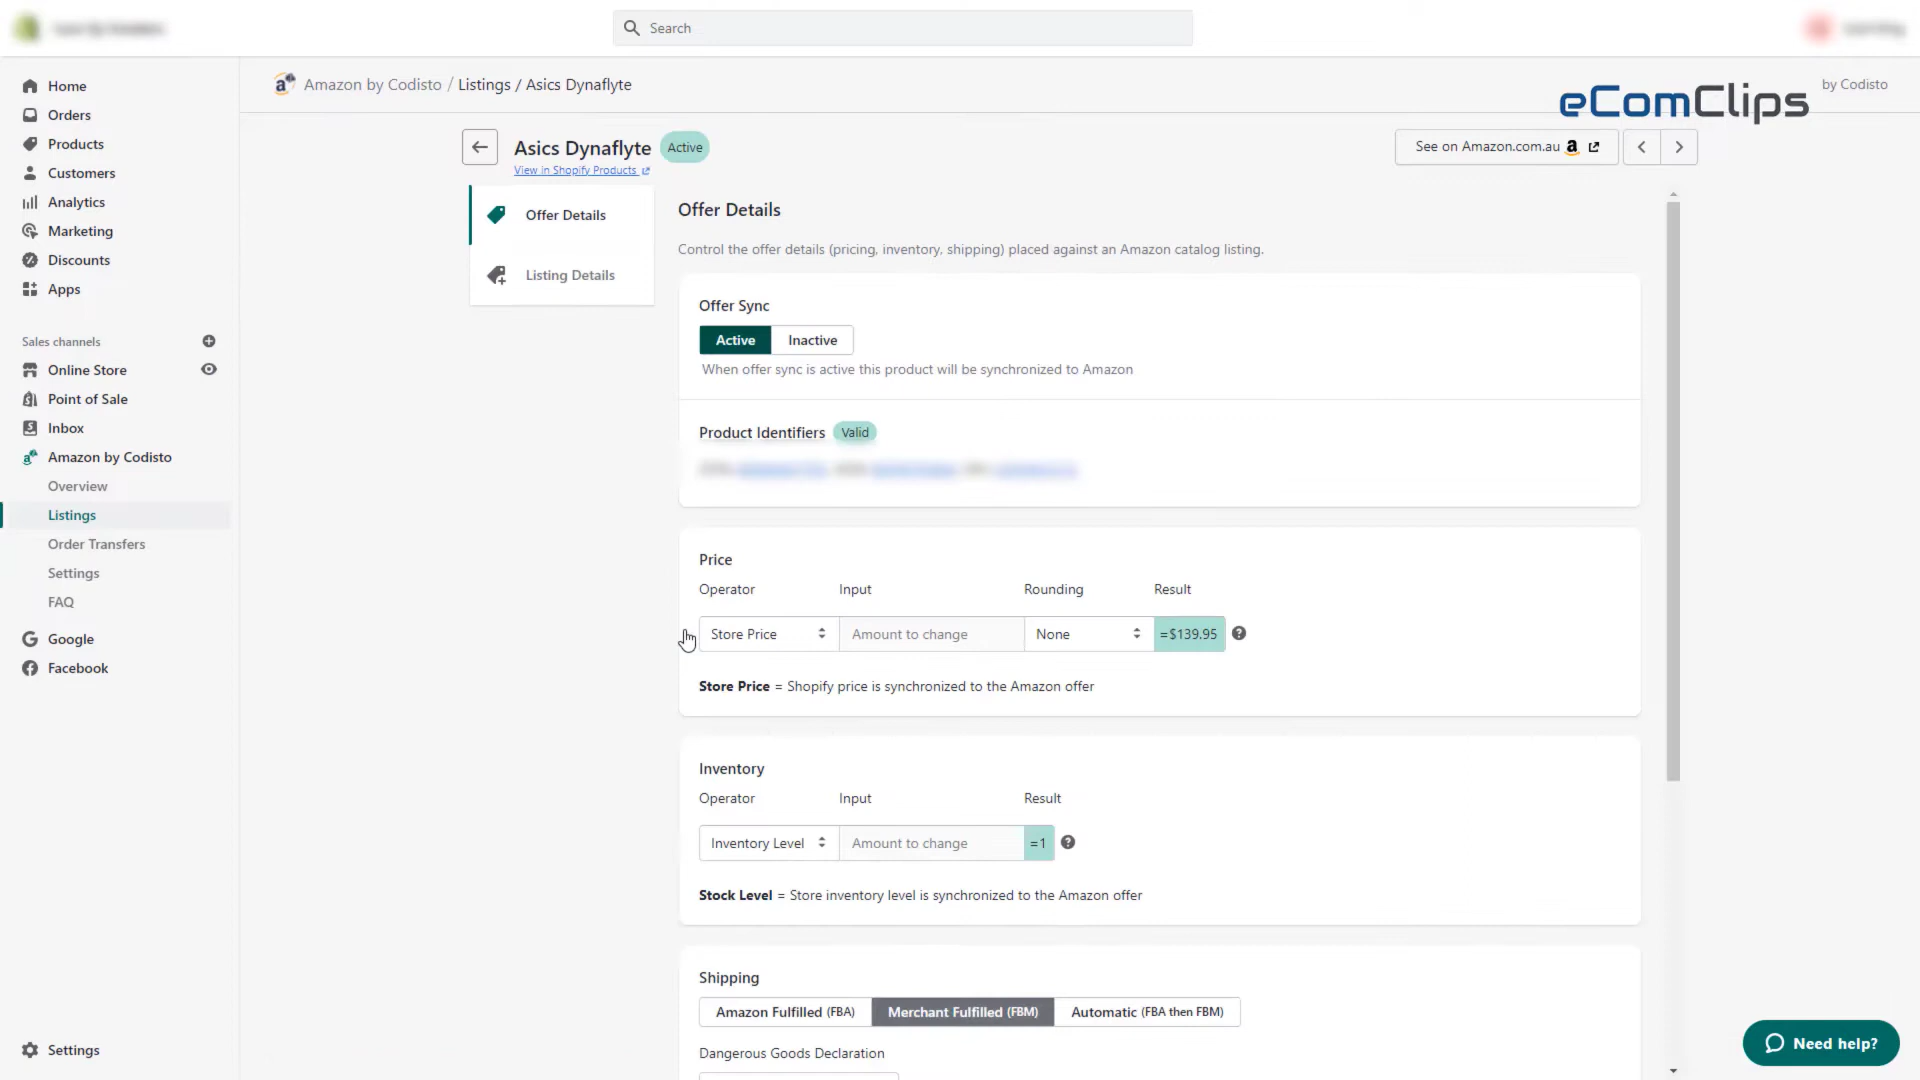 Search
Home
Orders
Products
Customers
Analytics
Marketing
Discounts
Apps
Sales channels
Online Store
Point of Sale
Inbox
Amazon by Codisto
Overview
Listings
Order Transfers
Settings
FAQ
Google
Facebook
Settings
Amazon by Codisto / Listings / Asics Dynaflyte
eComClips
by Codisto
Asics Dynaflyte Active
View in Shopify Products
See on Amazon.com.au
Offer Details
Listing Details
Offer Details
Control the offer details (pricing, inventory, shipping) placed against an Amazon catalog listing.
Offer Sync
Active Inactive
When offer sync is active this product will be synchronized to Amazon
Product Identifiers Valid
Price
Operator Input Rounding Result
Store Price Amount to change None =$139.95
Store Price = Shopify price is synchronized to the Amazon offer
Inventory
Operator Input Result
Inventory Level Amount to change =1
Stock Level = Store inventory level is synchronized to the Amazon offer
Shipping
Amazon Fulfilled (FBA) Merchant Fulfilled (FBM) Automatic (FBA then FBM)
Dangerous Goods Declaration
Need help?